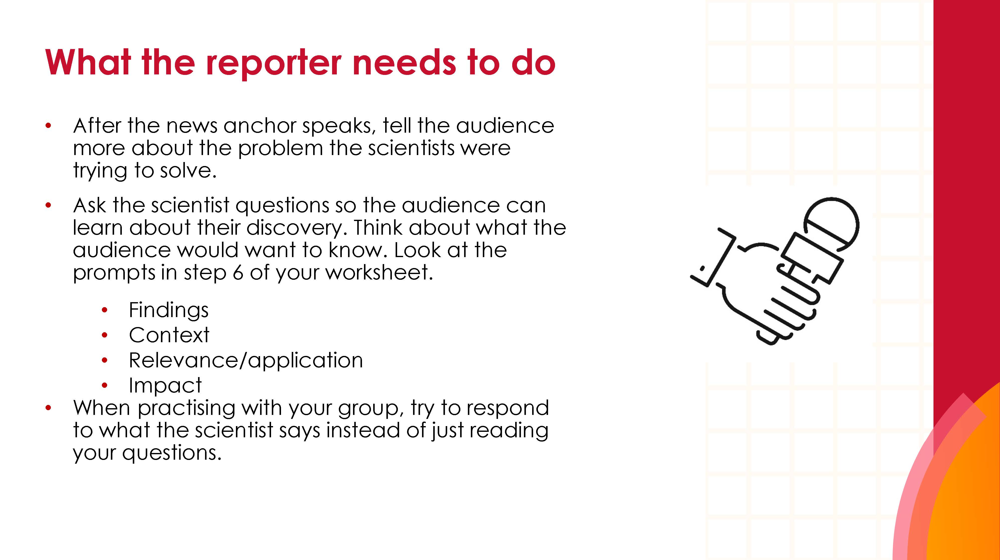 What the reporter needs to do
• After the news anchor speaks, tell the audience
more about the problem the scientists were
trying to solve.
• Ask the scientist questions so the audience can
learn about their discovery. Think about what the
audience would want to know. Look at the
prompts in step 6 of your worksheet.
• Findings
• Context
• Relevance/application
• Impact
• When practising with your group, try to respond
to what the scientist says instead of just reading
your questions.